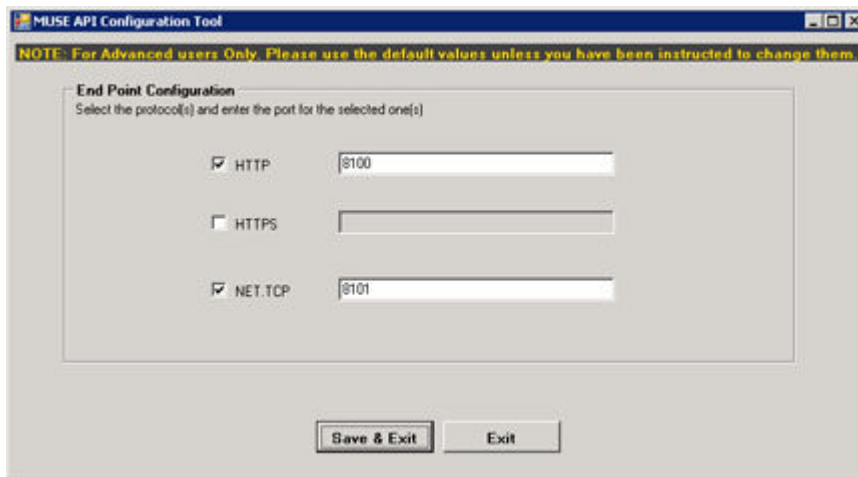 MUSE API Configuration Tool
NOTE: For Advanced users Only. Please use the default values unless you have been instructed to change them.
End Point Configuration
Select the protocol(s) and enter the port for the selected one(s)
HTTP 8100
HTTPS
NET.TCP 8101
Save & Exit Exit